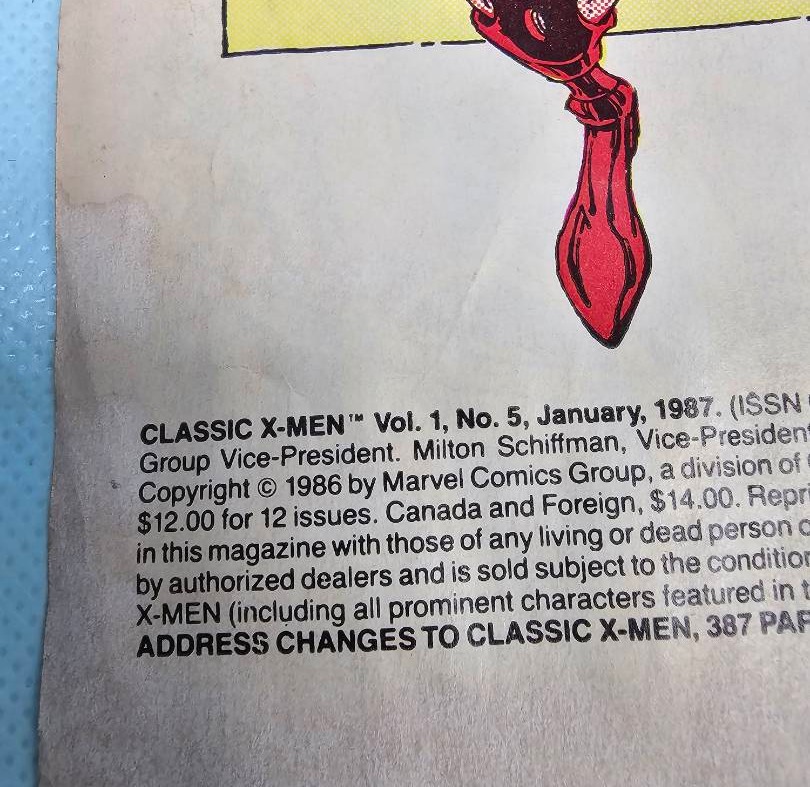 CLASSIC X-MEN™ Vol. 1, No. 5, January, 1987. (ISSN
Group Vice-President. Milton Schiffman, Vice-President
Copyright © 1986 by Marvel Comics Group, a division of
$12.00 for 12 issues. Canada and Foreign, $14.00. Repri
in this magazine with those of any living or dead person
by authorized dealers and is sold subject to the condition
X-MEN (including all prominent characters featured in
ADDRESS CHANGES TO CLASSIC X-MEN, 387 PAR